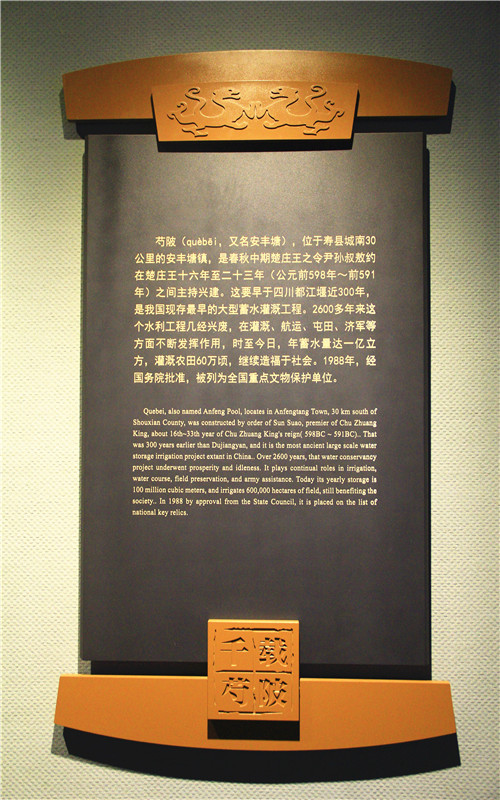 芍陂（quèbēi，又名安丰塘），位于寿县城南30
公里的安丰塘镇，是春秋中期楚庄王之令尹孙叔敖约
在楚庄王十六年至二十三年（公元前598年～前591
年）之间主持兴建。这要早于四川都江堰近300年，
是我国现存最早的大型蓄水灌溉工程。2600多年来这
个水利工程几经兴废，在灌溉、航运、屯田、济军等
方面不断发挥作用，时至今日，年蓄水量达一亿立
方，灌溉农田60万顷，继续造福于社会。1988年，经
国务院批准，被列为全国重点文物保护单位。
Quebei, also named Anfeng Pool, locates in Anfengtang Town, 30 km south of
Shouxian County, was constructed by order of Sun Suao, premier of Chu Zhuang
King, about 16th~33th year of Chu Zhuang King's reign( 598BC ~ 591BC).. That
was 300 years earlier than Dujiangyan, and it is the most ancient large scale water
storage irrigation project extant in China.. Over 2600 years, that water conservancy
project underwent prosperity and idleness. It plays continual roles in irrigation,
water course, field preservation, and army assistance. Today its yearly storage is
100 million cubic meters, and irrigates 600,000 hectares of field, still benefiting the
society.. In 1988 by approval from the State Council, it is placed on the list of
national key relics.
千载
芍陂